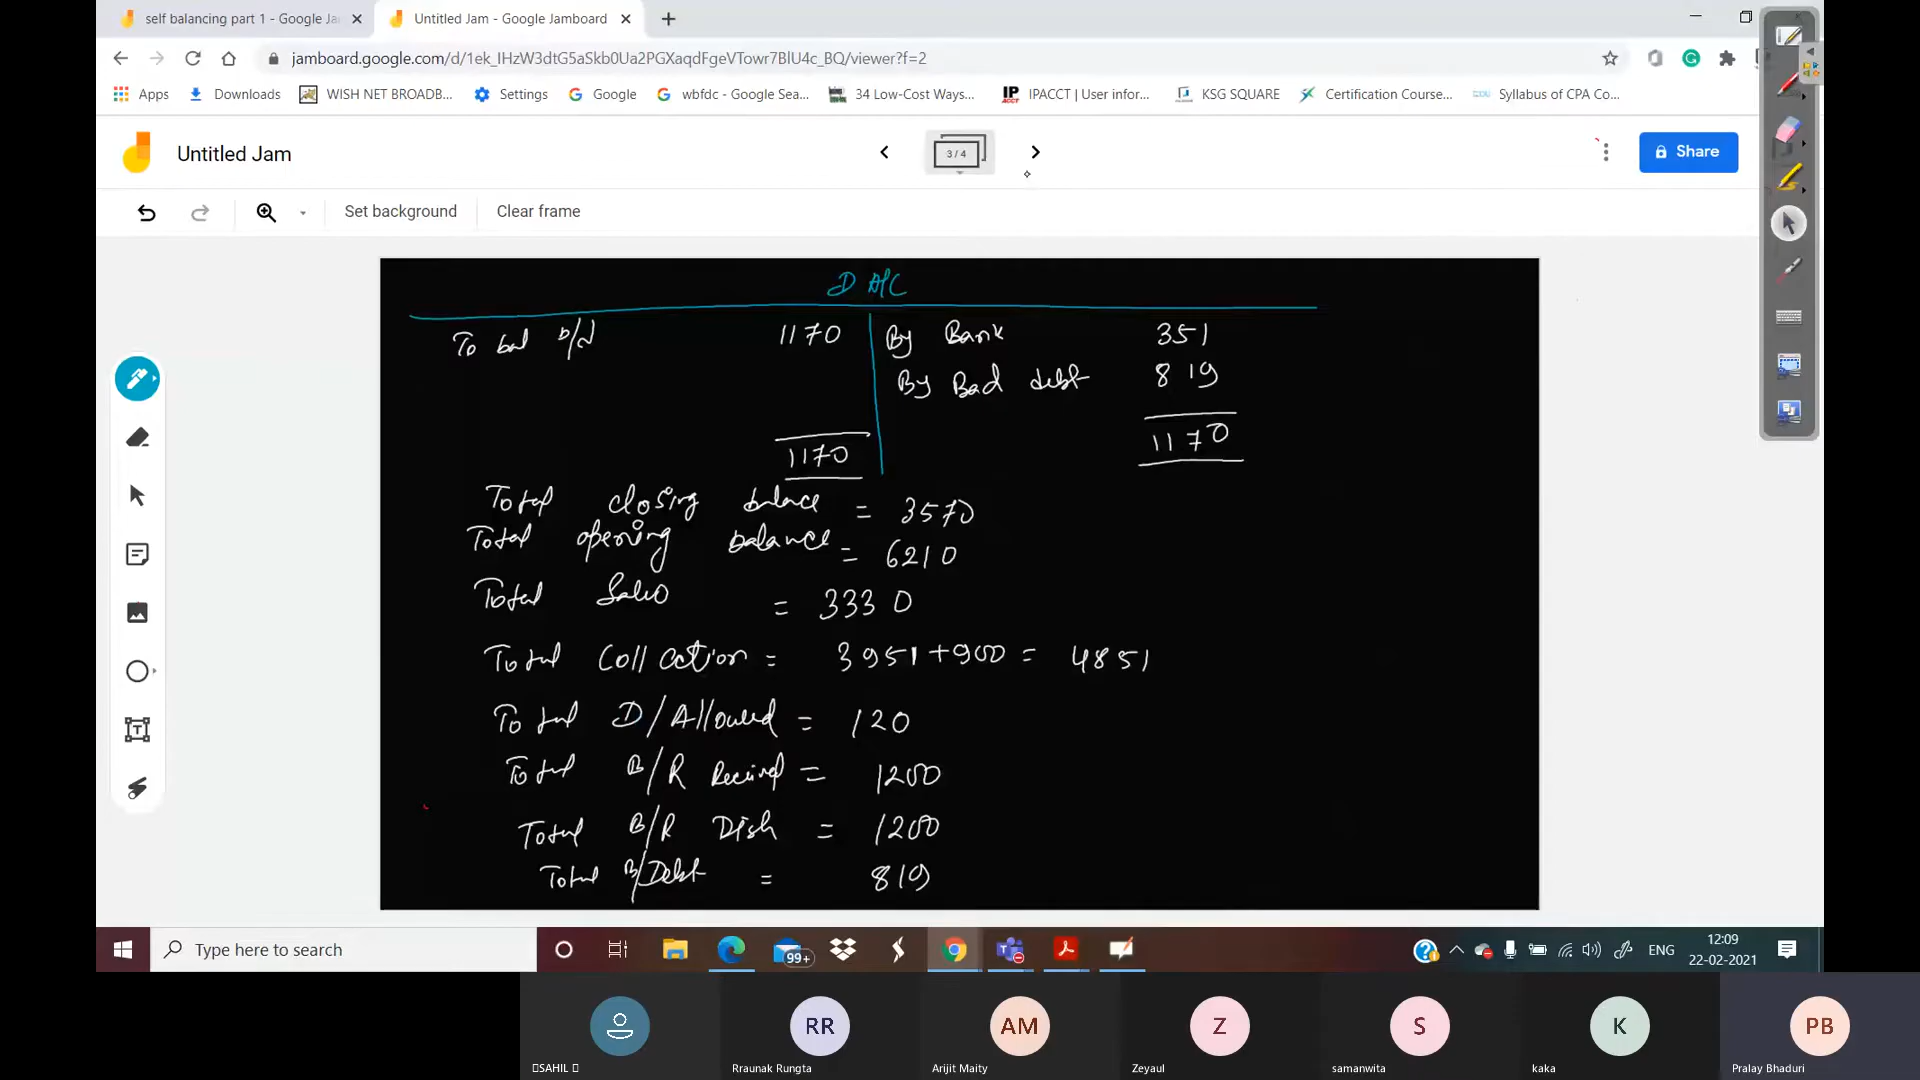 self balancing part 1 - Google Ja
Untitled Jam - Google Jamboard
jamboard.google.com/d/1ek_IHzW3dtG5aSkb0Ua2PGXaqdFgeVTowr7BlU4c_BQ/viewer?f=2
Apps Downloads WISH NET BROADB... Settings Google wbfdc - Google Sea... 34 Low-Cost Ways... IPACCT | User infor... KSG SQUARE Certification Course... Syllabus of CPA Co...
Untitled Jam
3 / 4
Share
Set background Clear frame
D A/C
To bal b/d 1170 By Bank 351
By Bad debt 819
1170 1170
Total closing balance = 3570
Total opening balance = 6210
Total Sales = 3330
Total Collection = 3951+900 = 4851
Total D/Allowed = 120
Total B/R Received = 1200
Total B/R Dish = 1200
Total B/Debt = 819
Type here to search
99+
ENG
12:09
22-02-2021
RR AM Z S K PB
SAHIL Rraunak Rungta Arijit Maity Zeyaul samanwita kaka Pralay Bhaduri